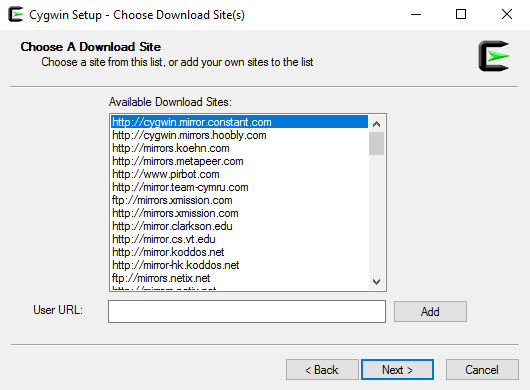 Cygwin Setup - Choose Download Site(s)
Choose A Download Site
Choose a site from this list, or add your own sites to the list
Available Download Sites:
http://cygwin.mirror.constant.com
http://cygwin.mirrors.hoobly.com
http://mirrors.koehn.com
http://mirrors.metapeer.com
http://www.pirbot.com
http://mirror.team-cymru.com
ftp://mirrors.xmission.com
http://mirrors.xmission.com
http://mirror.clarkson.edu
http://mirror.cs.vt.edu
http://mirror.koddos.net
http://mirror-hk.koddos.net
ftp://mirrors.netix.net
http://mirrors.netix.net
User URL:
Add
< Back
Next >
Cancel